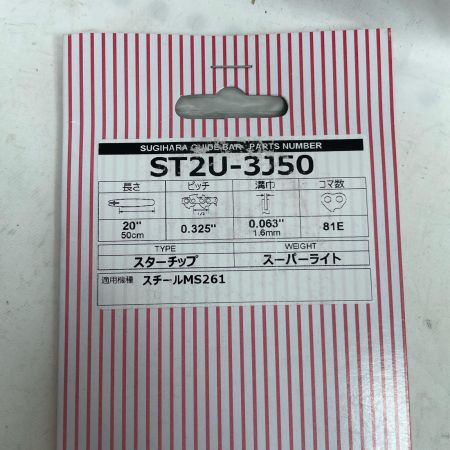 SUGIHARA GUIDE BAR PARTS NUMBER
ST2U-3J50
長さ ピッチ 溝巾 コマ数
20" 0.325" 0.063" 81E
50cm 1.6mm
TYPE WEIGHT
スターチップ スーパーライト
適用機種 スチールMS261